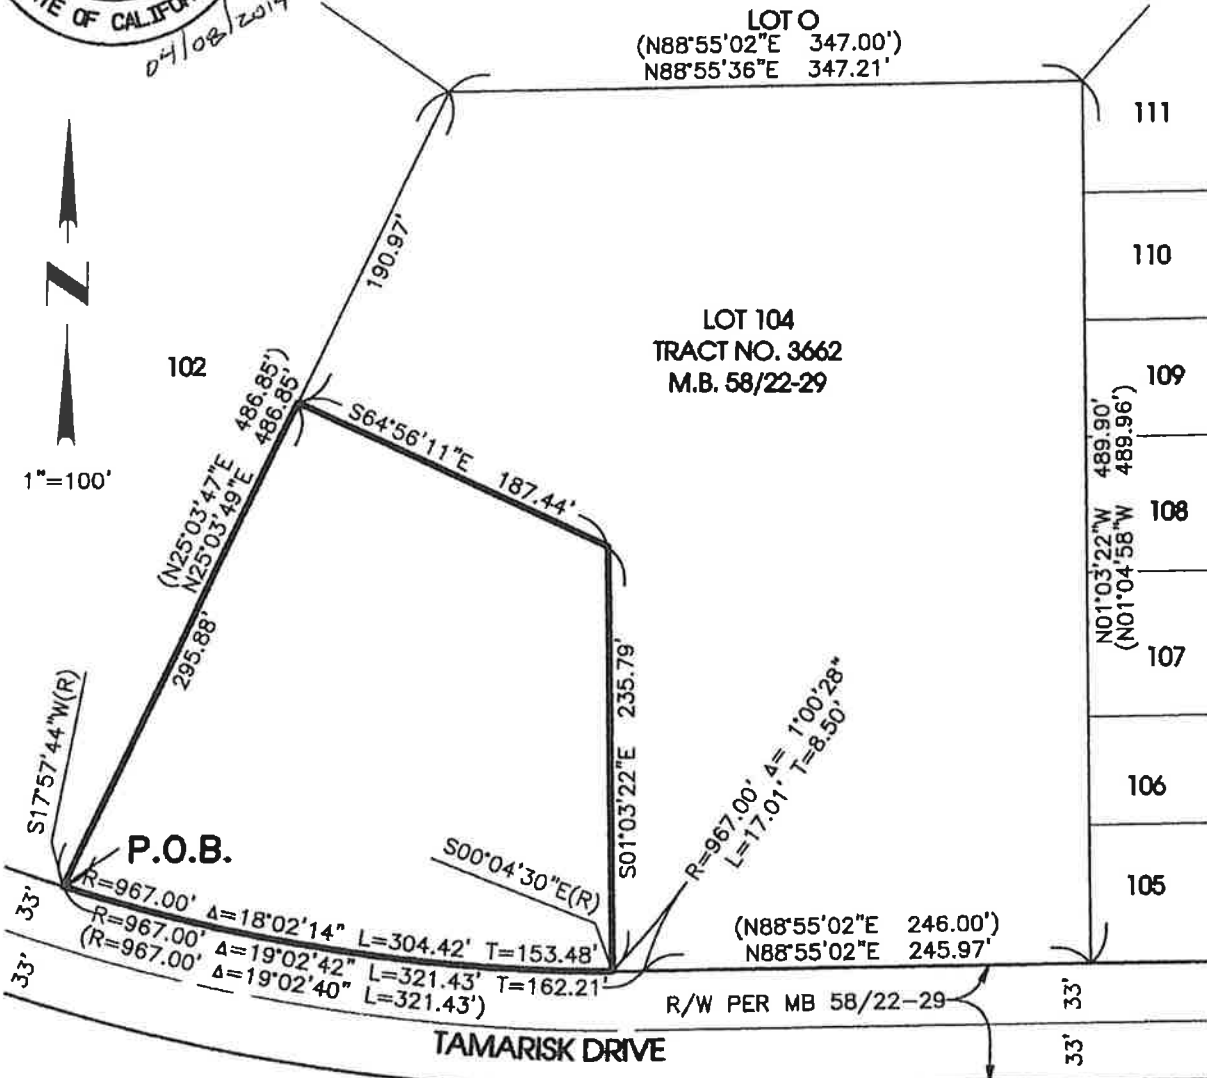 OF CALIFOR
04/08/2014
LOT O
(N88°55'02"E 347.00')
N88°55'36"E 347.21'
111
110
109
108
107
106
105
190.97'
N
1"=100'
102
LOT 104
TRACT NO. 3662
M.B. 58/22-29
(N25°03'47"E 486.85')
N25°03'49"E 486.85'
S64°56'11"E 187.44'
295.88'
489.90'
489.96')
N01°03'22"W
(N01°04'58"W
S01°03'22"E 235.79'
R=967.00' Δ= 1°00'28"
L=17.01' T=8.50'
S17°57'44"W(R)
P.O.B.
S00°04'30"E(R)
R=967.00' Δ=18°02'14" L=304.42' T=153.48'
R=967.00' Δ=19°02'42" L=321.43' T=162.21'
(R=967.00' Δ=19°02'40" L=321.43')
(N88°55'02"E 246.00')
N88°55'02"E 245.97'
33'
33'
R/W PER MB 58/22-29
33'
33'
TAMARISK DRIVE